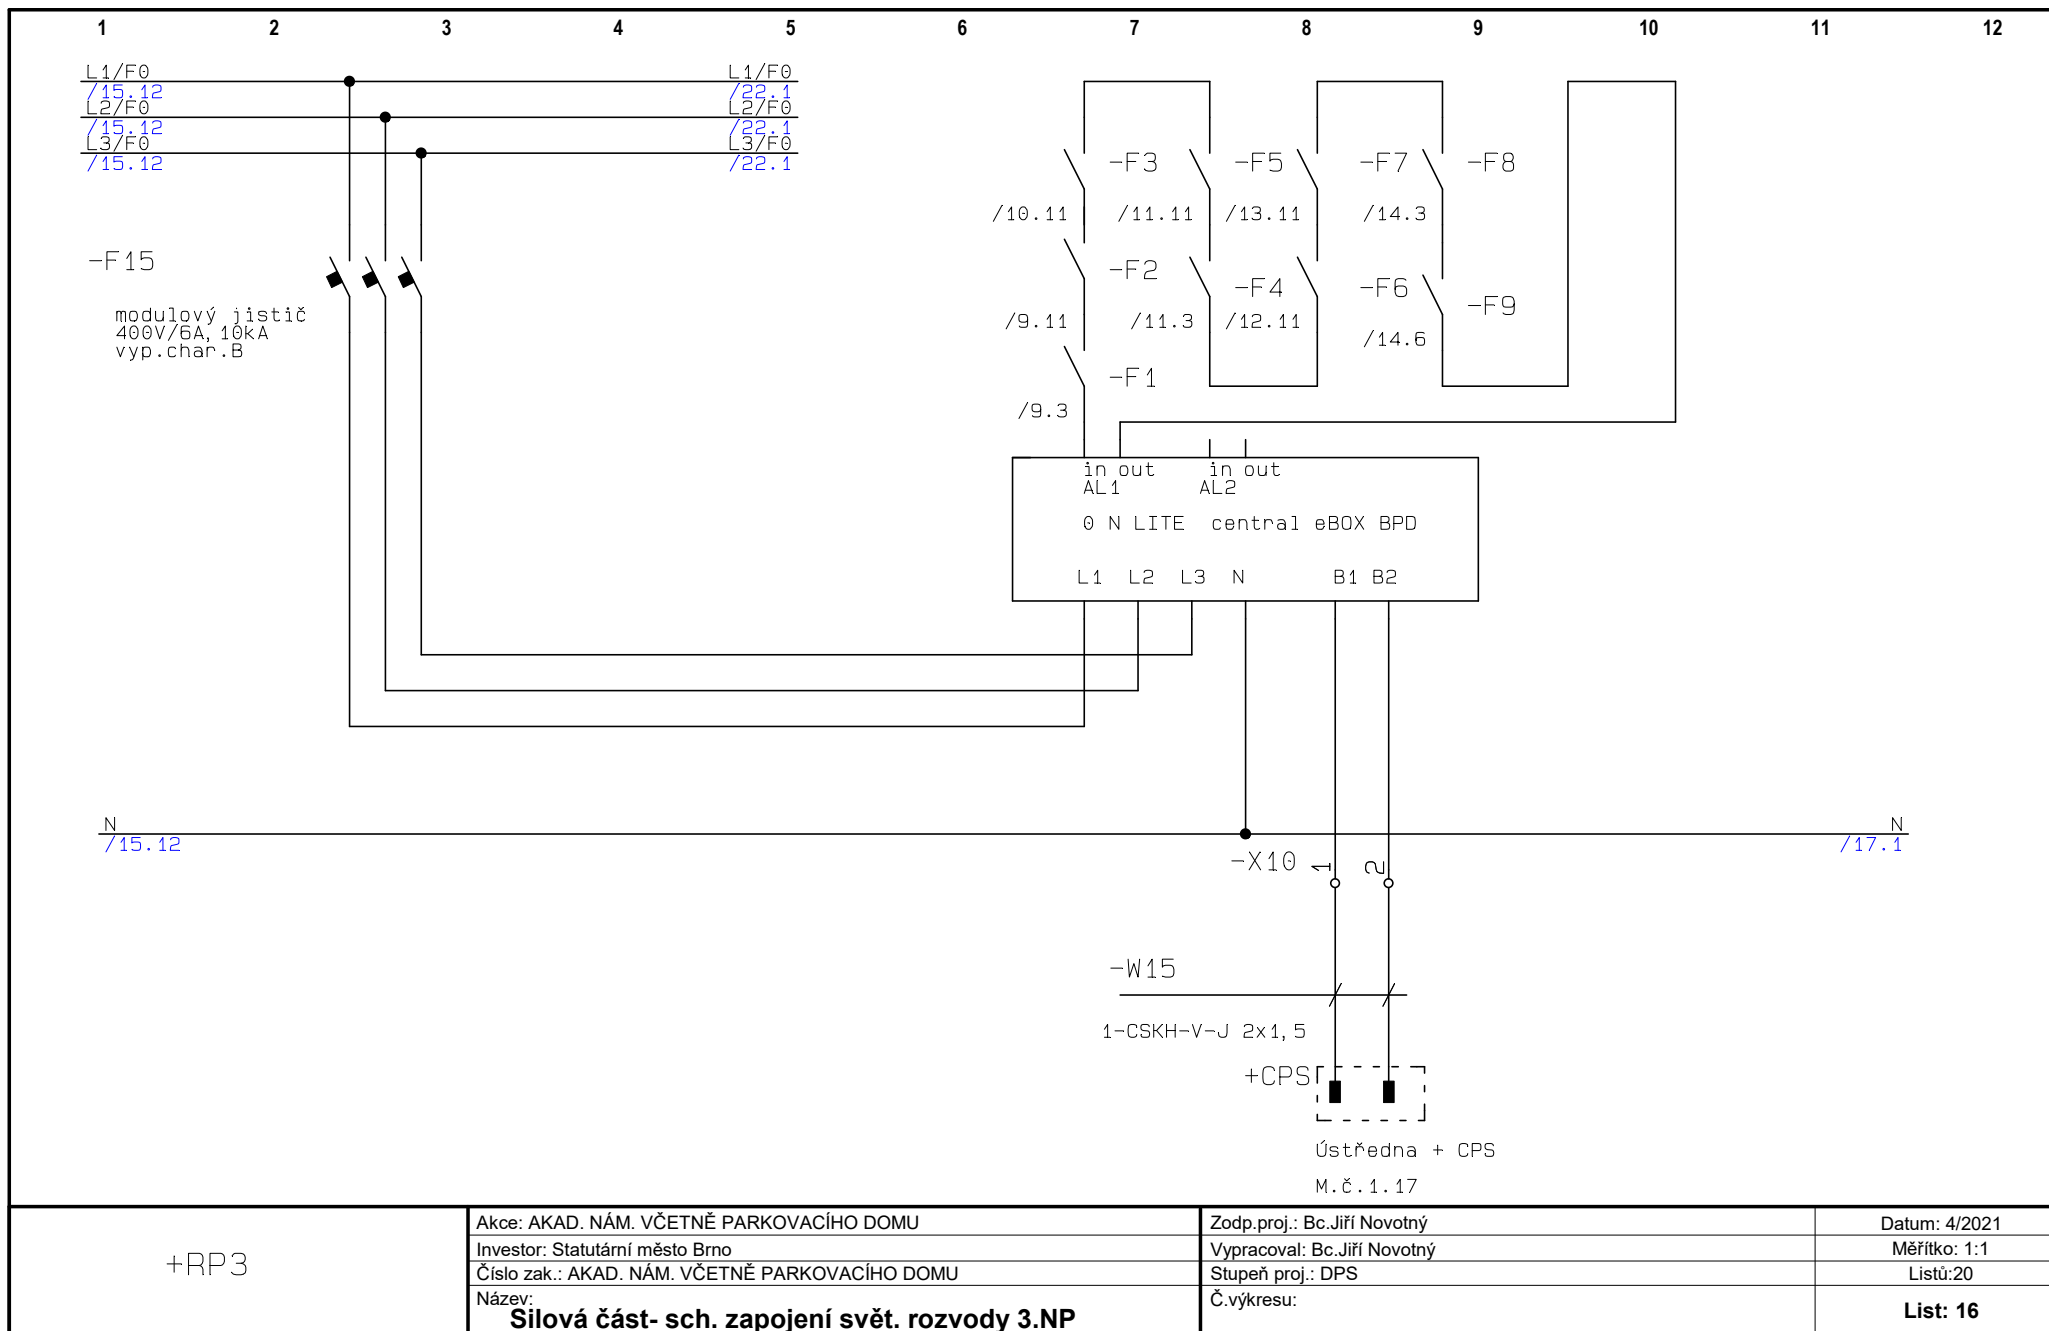 1 2 3 4 5 6 7 8 9 10 11 12
L1/F0
/15.12
L2/F0
/15.12
L3/F0
/15.12
L1/F0
/22.1
L2/F0
/22.1
L3/F0
/22.1
-F15
modulový jistič
400V/6A,10kA
vyp.char.B
-F3 -F5 -F7 -F8
/10.11 /11.11 /13.11 /14.3
-F2 -F4 -F6 -F9
/9.11 /11.3 /12.11 /14.6
-F1
/9.3
in out in out
AL1 AL2
0 N LITE central eBOX BPD
L1 L2 L3 N B1 B2
N
/15.12
N
/17.1
-X10 1 2
-W15
1-CSKH-V-J 2x1,5
+CPS
Ústředna + CPS
M.č.1.17
+RP3
Akce: AKAD. NÁM. VČETNĚ PARKOVACÍHO DOMU
Investor: Statutární město Brno
Číslo zak.: AKAD. NÁM. VČETNĚ PARKOVACÍHO DOMU
Název:
Silová část- sch. zapojení svět. rozvody 3.NP
Zodp.proj.: Bc.Jiří Novotný
Vypracoval: Bc.Jiří Novotný
Stupeň proj.: DPS
Č.výkresu:
Datum: 4/2021
Měřítko: 1:1
Listů:20
List: 16